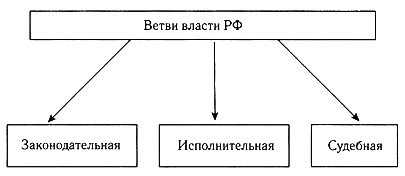 Ветви власти РФ
Законодательная
Исполнительная
Судебная